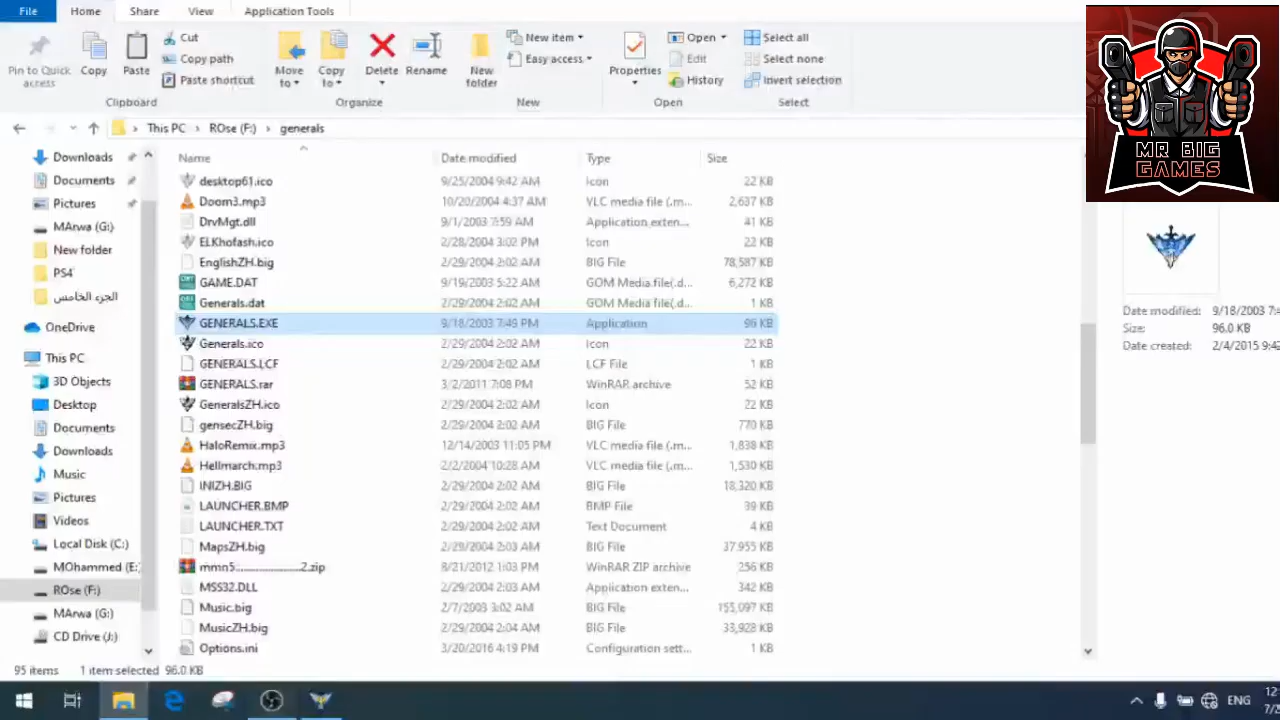 File Home Share View Application Tools
Pin to Quick access
Copy
Paste
Cut
Copy path
Paste shortcut
Clipboard
Move to
Copy to
Delete
Rename
Organize
New folder
New item
Easy access
New
Properties
Open
Edit
History
Open
Select all
Select none
Invert selection
Select
MR BIG
GAMES
This PC › ROse (F:) › generals
Downloads
Documents
Pictures
MArwa (G:)
New folder
PS4
الجزء الخامس
OneDrive
This PC
3D Objects
Desktop
Documents
Downloads
Music
Pictures
Videos
Local Disk (C:)
MOhammed (E:)
ROse (F:)
MArwa (G:)
CD Drive (J:)
Name Date modified Type Size
desktop61.ico 9/25/2004 9:42 AM Icon 22 KB
Doom3.mp3 10/20/2004 4:37 AM VLC media file (.m... 2,637 KB
DrvMgt.dll 9/1/2003 7:59 AM Application exten... 41 KB
ELKhofash.ico 2/28/2004 3:02 PM Icon 22 KB
EnglishZH.big 2/29/2004 2:02 AM BIG File 78,587 KB
GAME.DAT 9/19/2003 5:22 AM GOM Media file(.d... 6,272 KB
Generals.dat 2/29/2004 2:02 AM GOM Media file(.d... 1 KB
GENERALS.EXE 9/18/2003 7:49 PM Application 96 KB
Generals.ico 2/29/2004 2:02 AM Icon 22 KB
GENERALS.LCF 2/29/2004 2:02 AM LCF File 1 KB
GENERALS.rar 3/2/2011 7:08 PM WinRAR archive 52 KB
GeneralsZH.ico 2/29/2004 2:02 AM Icon 22 KB
gensecZH.big 2/29/2004 2:02 AM BIG File 770 KB
HaloRemix.mp3 12/14/2003 11:05 PM VLC media file (.m... 1,838 KB
Hellmarch.mp3 2/2/2004 10:28 AM VLC media file (.m... 1,530 KB
INIZH.BIG 2/29/2004 2:02 AM BIG File 18,320 KB
LAUNCHER.BMP 2/29/2004 2:02 AM BMP File 39 KB
LAUNCHER.TXT 2/29/2004 2:02 AM Text Document 4 KB
MapsZH.big 2/29/2004 2:03 AM BIG File 37,955 KB
8/21/2012 1:03 PM WinRAR ZIP archive 256 KB
MSS32.DLL 2/29/2004 2:03 AM Application exten... 342 KB
Music.big 2/7/2003 3:02 AM BIG File 155,097 KB
MusicZH.big 2/29/2004 2:04 AM BIG File 33,928 KB
Options.ini 3/20/2016 4:19 PM Configuration sett... 1 KB
Date modified: 9/18/2003 7:4
Size: 96.0 KB
Date created: 2/4/2015 9:4
95 items 1 item selected 96.0 KB
ENG
12:
7/2